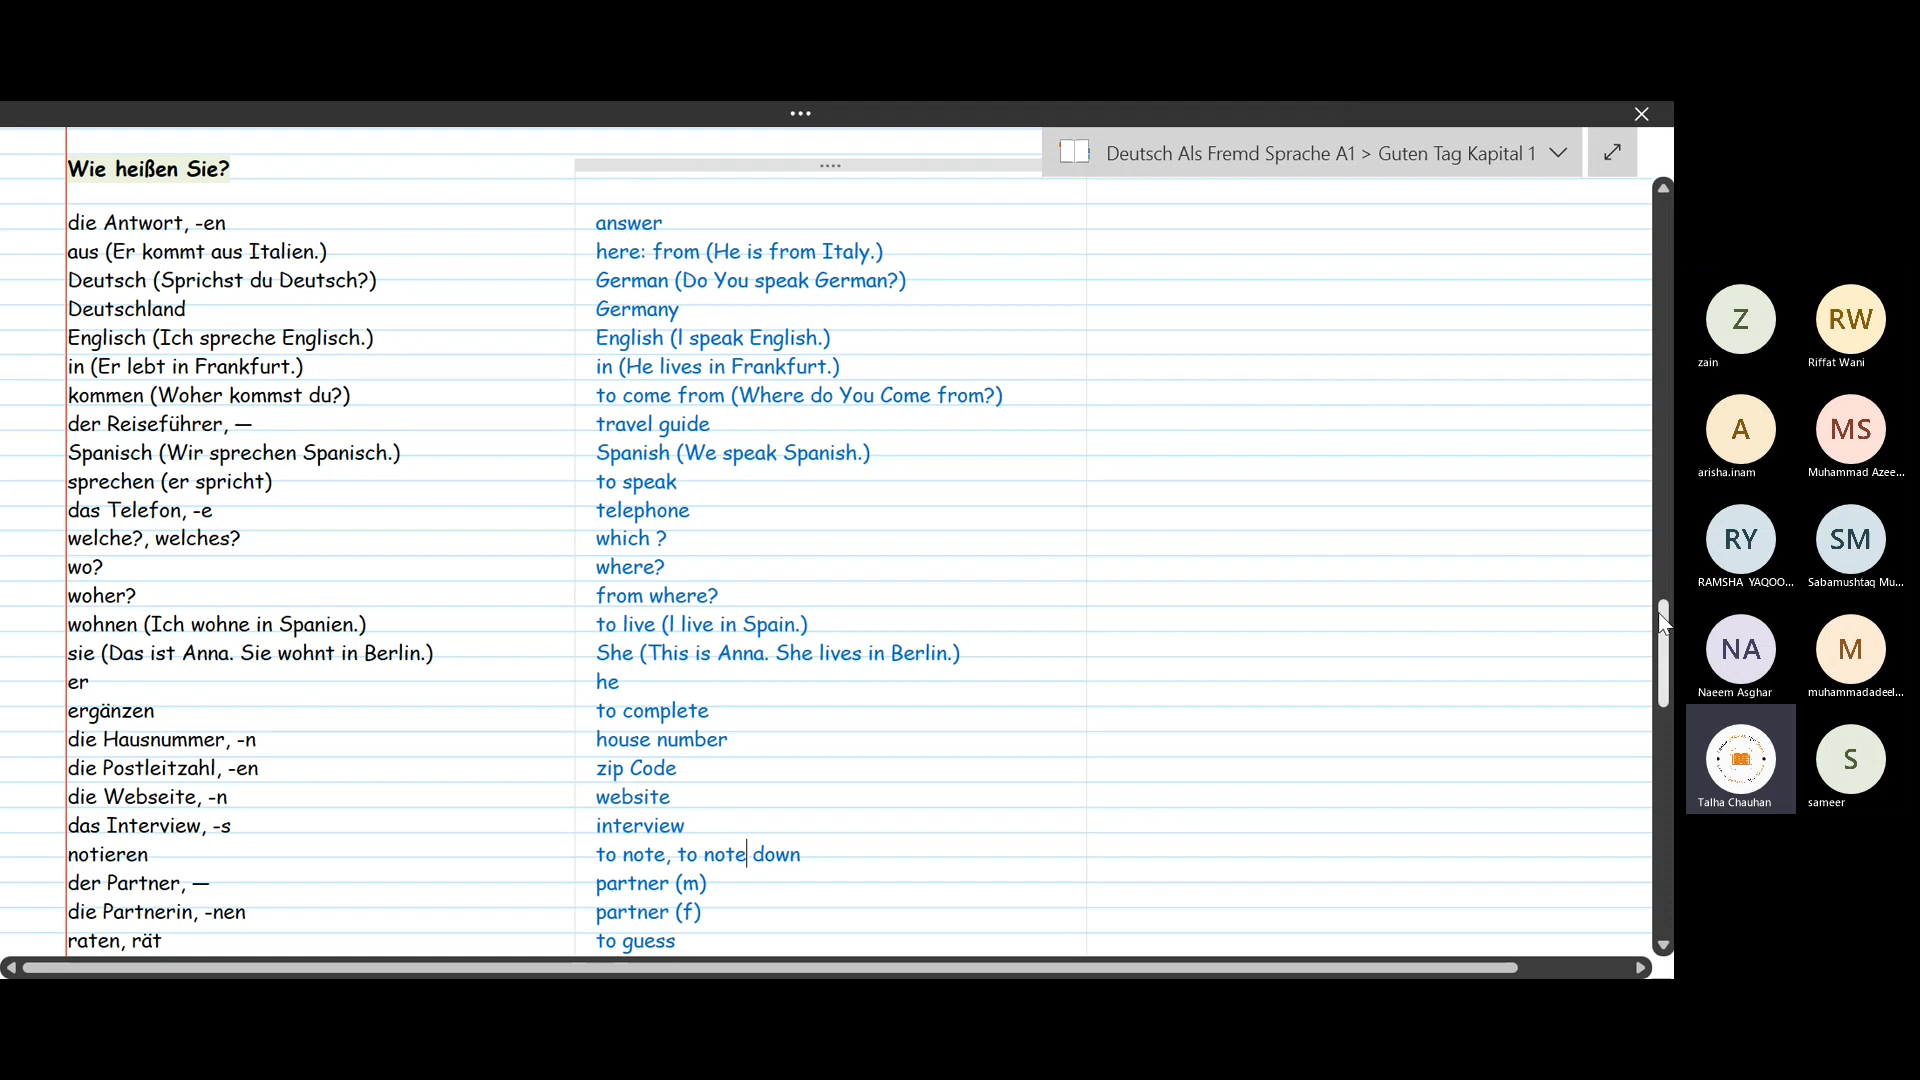 Deutsch Als Fremd Sprache A1 > Guten Tag Kapital 1
Wie heißen Sie?
die Antwort, -en answer
aus (Er kommt aus Italien.) here: from (He is from Italy.)
Deutsch (Sprichst du Deutsch?) German (Do You speak German?)
Deutschland Germany
Englisch (Ich spreche Englisch.) English (l speak English.)
in (Er lebt in Frankfurt.) in (He lives in Frankfurt.)
kommen (Woher kommst du?) to come from (Where do You Come from?)
der Reiseführer, — travel guide
Spanisch (Wir sprechen Spanisch.) Spanish (We speak Spanish.)
sprechen (er spricht) to speak
das Telefon, -e telephone
welche?, welches? which ?
wo? where?
woher? from where?
wohnen (Ich wohne in Spanien.) to live (l live in Spain.)
sie (Das ist Anna. Sie wohnt in Berlin.) She (This is Anna. She lives in Berlin.)
er he
ergänzen to complete
die Hausnummer, -n house number
die Postleitzahl, -en zip Code
die Webseite, -n website
das Interview, -s interview
notieren to note, to note down
der Partner, — partner (m)
die Partnerin, -nen partner (f)
raten, rät to guess
Z RW
zain Riffat Wani
A MS
arisha.inam Muhammad Azee...
RY SM
RAMSHA YAQOO... Sabamushtaq Mu...
NA M
Naeem Asghar muhammadadeel...
S
Talha Chauhan sameer